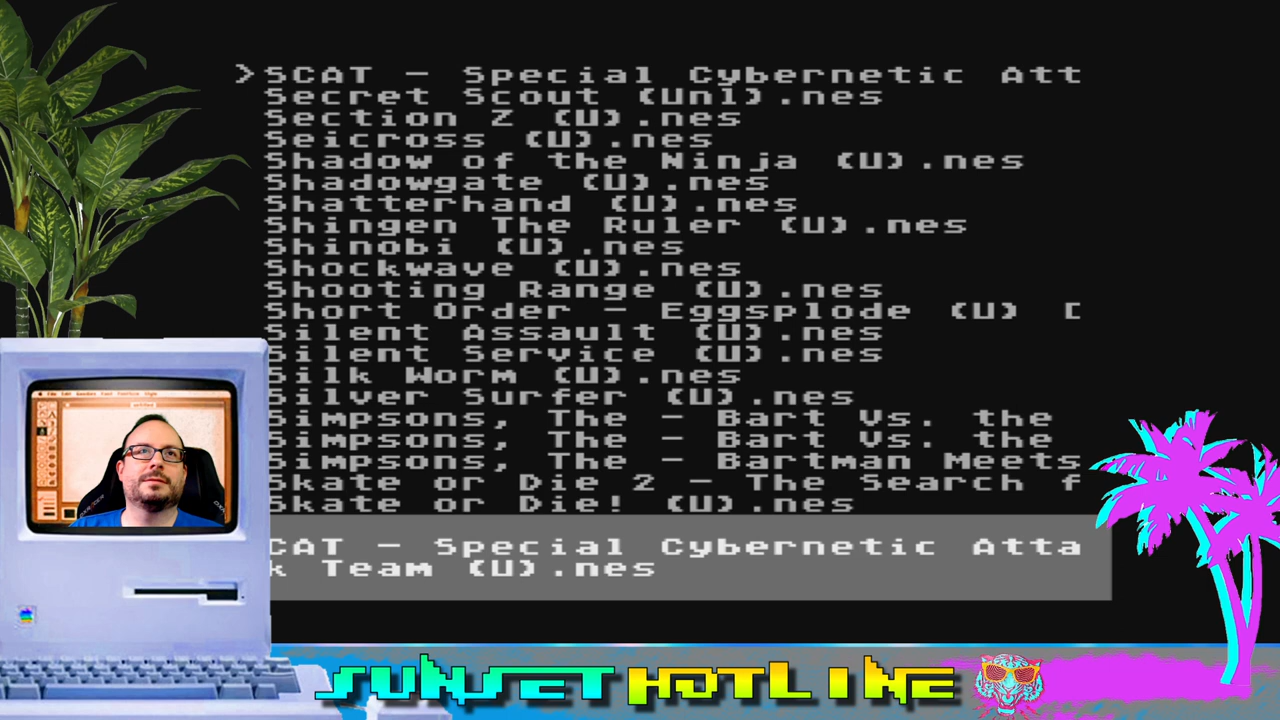 >SCAT - Special Cybernetic Att
Secret Scout (Unl).nes
Section Z (U).nes
Seicross (U).nes
Shadow of the Ninja (U).nes
Shadowgate (U).nes
Shatterhand (U).nes
Shingen The Ruler (U).nes
Shinobi (U).nes
Shockwave (U).nes
Shooting Range (U).nes
Short Order - Eggsplode (U) [
Silent Assault (U).nes
Silent Service (U).nes
Silk Worm (U).nes
Silver Surfer (U).nes
Simpsons, The - Bart Vs. the
Simpsons, The - Bart Vs. the
Simpsons, The - Bartman Meets
Skate or Die 2 - The Search f
Skate or Die! (U).nes
CAT - Special Cybernetic Atta
k Team (U).nes
SUNSET HOTLINE